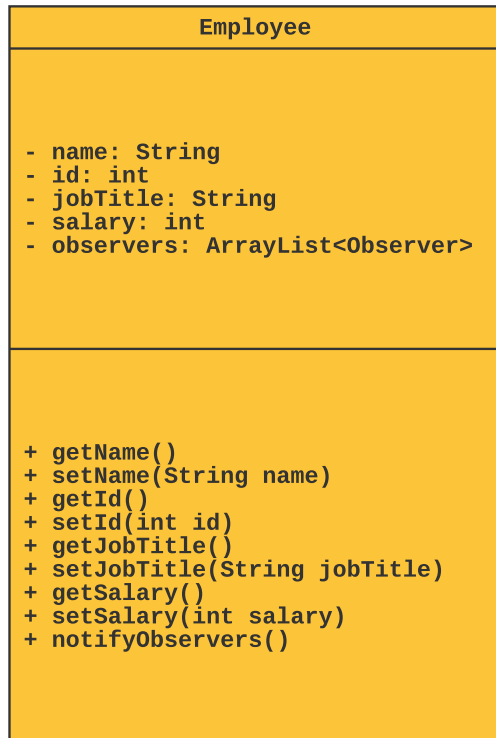 Employee
- name: String
- id: int
- jobTitle: String
- salary: int
- observers: ArrayList<Observer>
+ getName()
+ setName(String name)
+ getId()
+ setId(int id)
+ getJobTitle()
+ setJobTitle(String jobTitle)
+ getSalary()
+ setSalary(int salary)
+ notifyObservers()